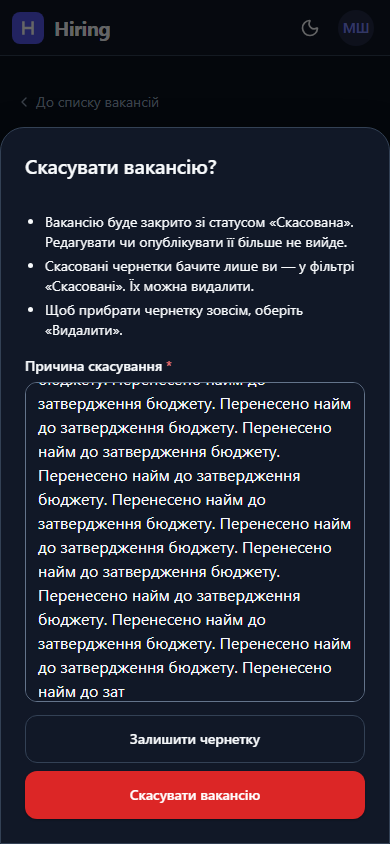 H Hiring МШ
До списку вакансій
Скасувати вакансію?
• Вакансію буде закрито зі статусом «Скасована».
Редагувати чи опублікувати її більше не вийде.
• Скасовані чернетки бачите лише ви — у фільтрі
«Скасовані». Їх можна видалити.
• Щоб прибрати чернетку зовсім, оберіть
«Видалити».
Причина скасування *
бюджету. Перенесено найм до
затвердження бюджету. Перенесено найм
до затвердження бюджету. Перенесено
найм до затвердження бюджету.
Перенесено найм до затвердження
бюджету. Перенесено найм до
затвердження бюджету. Перенесено найм
до затвердження бюджету. Перенесено
найм до затвердження бюджету.
Перенесено найм до затвердження
бюджету. Перенесено найм до
затвердження бюджету. Перенесено найм
до затвердження бюджету. Перенесено
найм до зат
Залишити чернетку
Скасувати вакансію